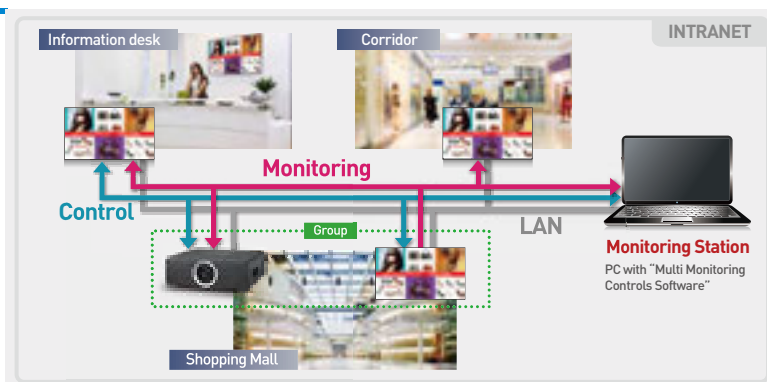 INTRANET
Information desk
Corridor
Monitoring
Control
LAN
Group
Monitoring Station
PC with “Multi Monitoring
Controls Software”
Shopping Mall